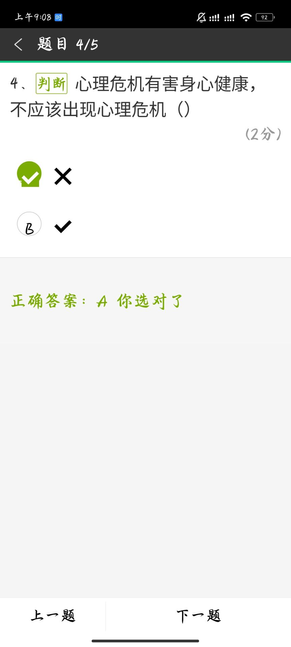 上午9:08
92
题目 4/5
4、判断 心理危机有害身心健康，
不应该出现心理危机（）
(2分)
B
正确答案：A 你选对了
上一题
下一题